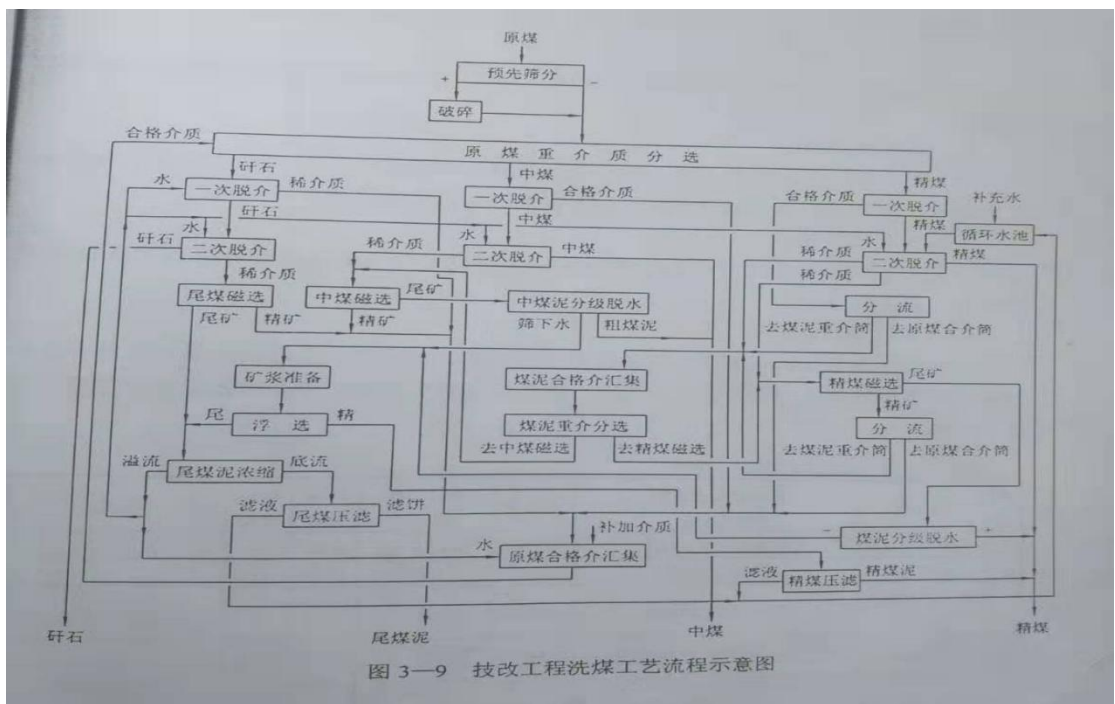 原煤
+ 预先筛分 -
破碎
合格介质
原煤重介质分选
矸石 中煤 精煤
水 一次脱介 稀介质
一次脱介 合格介质
合格介质 一次脱介 补充水
矸石 中煤 精煤
矸石 水 二次脱介
稀介质 水 二次脱介 中煤
稀介质 水 二次脱介 精煤 循环水池
稀介质 稀介质
尾煤磁选 中煤磁选 尾矿 中煤泥分级脱水 分流
尾矿 精矿 精矿 筛下水 粗煤泥 去煤泥重介筒 去原煤合介筒
矿浆准备 煤泥合格介汇集 精煤磁选 尾矿
精矿
尾 浮选 精 煤泥重介分选 分流
去中煤磁选 去精煤磁选 去煤泥重介筒 去原煤合介筒
溢流 尾煤泥浓缩 底流
滤液 尾煤压滤 滤饼 补加介质 - 煤泥分级脱水 +
水 原煤合格介汇集 滤液 精煤压滤 精煤泥
矸石 尾煤泥 中煤 精煤
图 3—9 技改工程洗煤工艺流程示意图